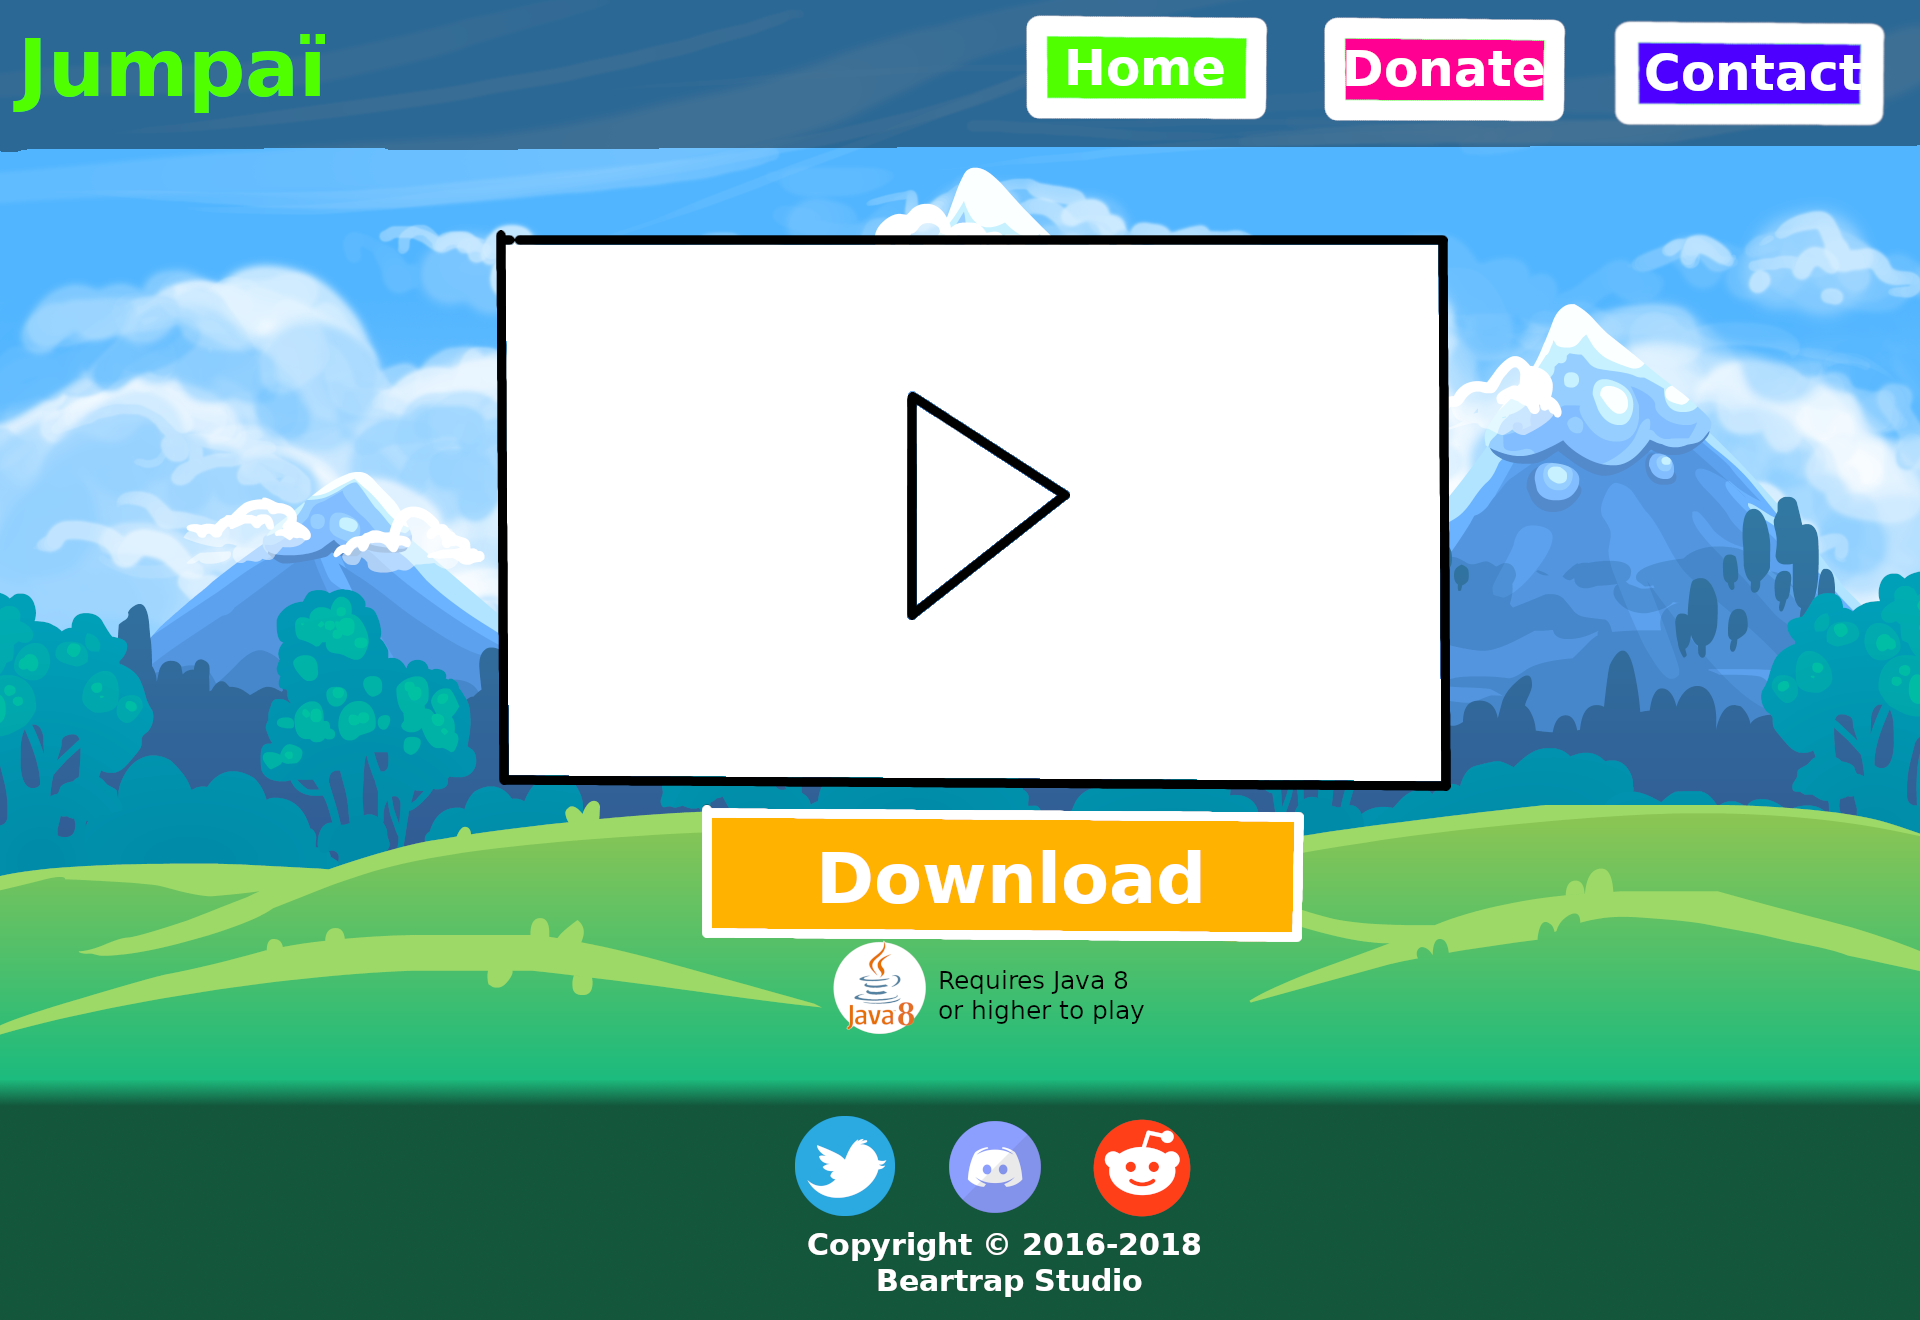 Jumpaï
Home
Donate
Contact
Download
Java 8
Requires Java 8
or higher to play
Copyright © 2016-2018
Beartrap Studio